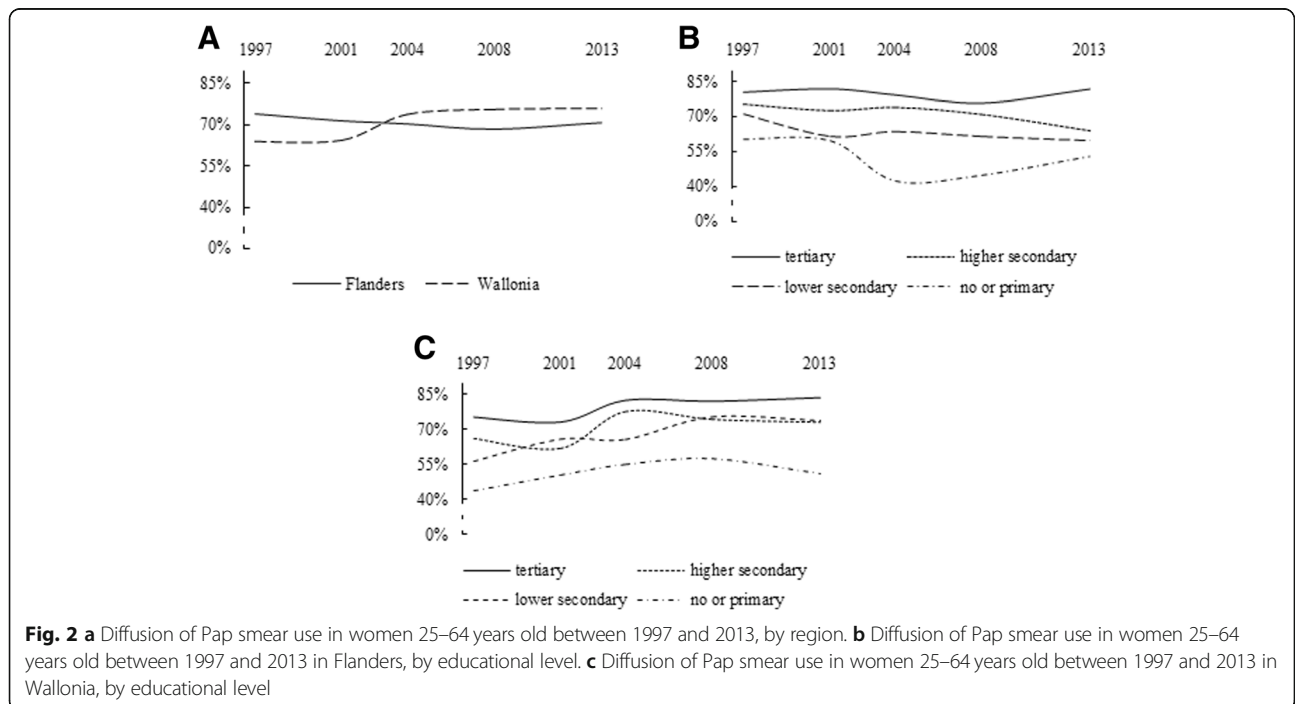 A
1997 2001 2004 2008 2013
85%
70%
55%
40%
0%
Flanders Wallonia
B
1997 2001 2004 2008 2013
85%
70%
55%
40%
0%
tertiary higher secondary
lower secondary no or primary
C
1997 2001 2004 2008 2013
85%
70%
55%
40%
0%
tertiary higher secondary
lower secondary no or primary
Fig. 2 a Diffusion of Pap smear use in women 25–64 years old between 1997 and 2013, by region. b Diffusion of Pap smear use in women 25–64
years old between 1997 and 2013 in Flanders, by educational level. c Diffusion of Pap smear use in women 25–64 years old between 1997 and 2013 in
Wallonia, by educational level